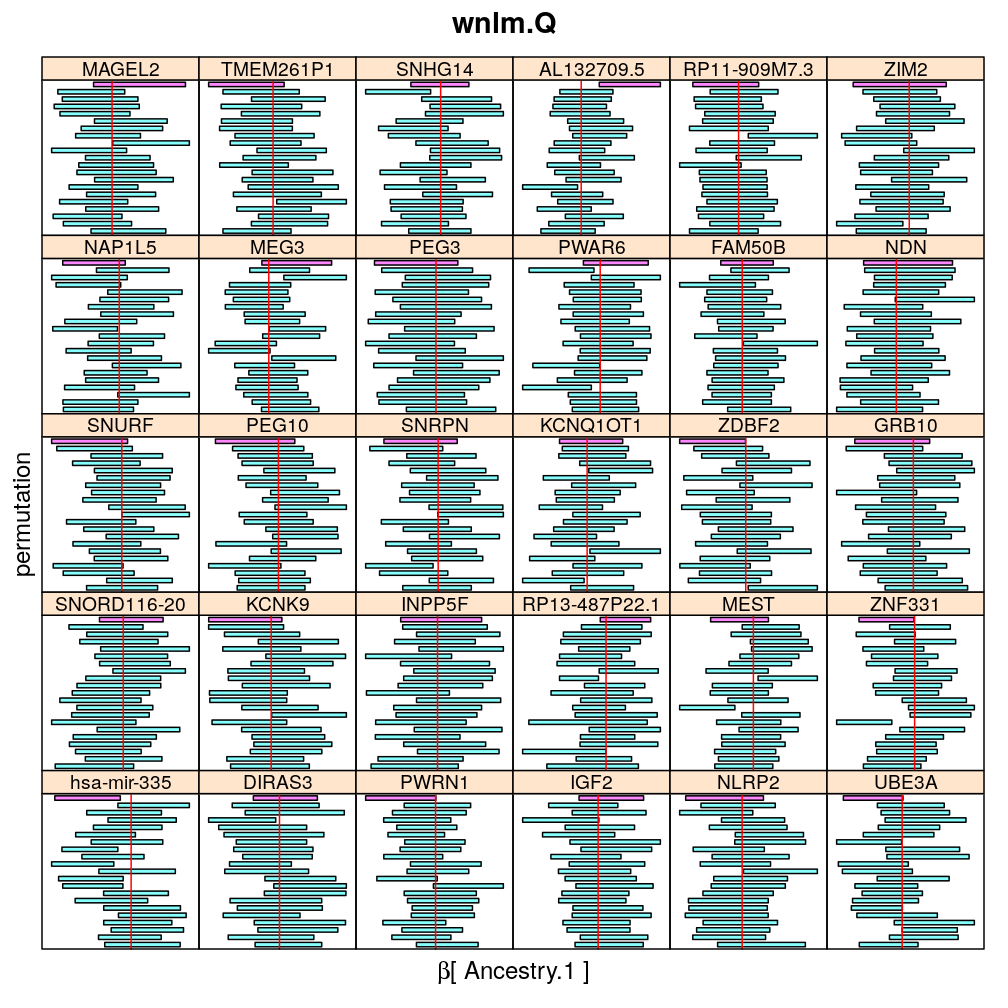 wnlm.Q
MAGEL2 TMEM261P1 SNHG14 AL132709.5 RP11-909M7.3 ZIM2
NAP1L5 MEG3 PEG3 PWAR6 FAM50B NDN
SNURF PEG10 SNRPN KCNQ1OT1 ZDBF2 GRB10
SNORD116-20 KCNK9 INPP5F RP13-487P22.1 MEST ZNF331
hsa-mir-335 DIRAS3 PWRN1 IGF2 NLRP2 UBE3A
permutation
β[ Ancestry.1 ]